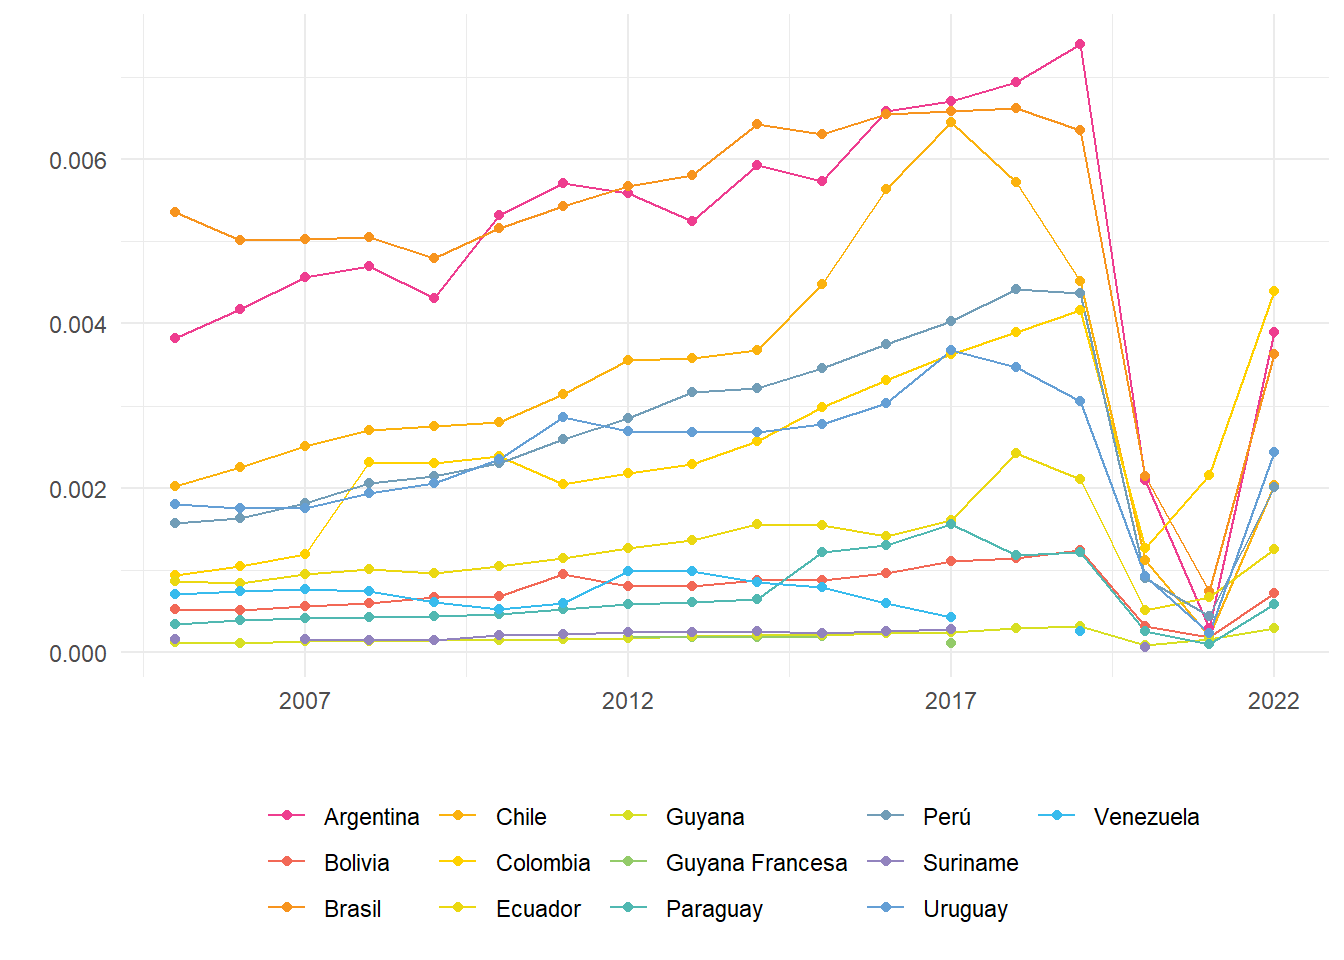 0.006
0.004
0.002
0.000
2007 2012 2017 2022
Argentina Chile Guyana Perú Venezuela
Bolivia Colombia Guyana Francesa Suriname
Brasil Ecuador Paraguay Uruguay